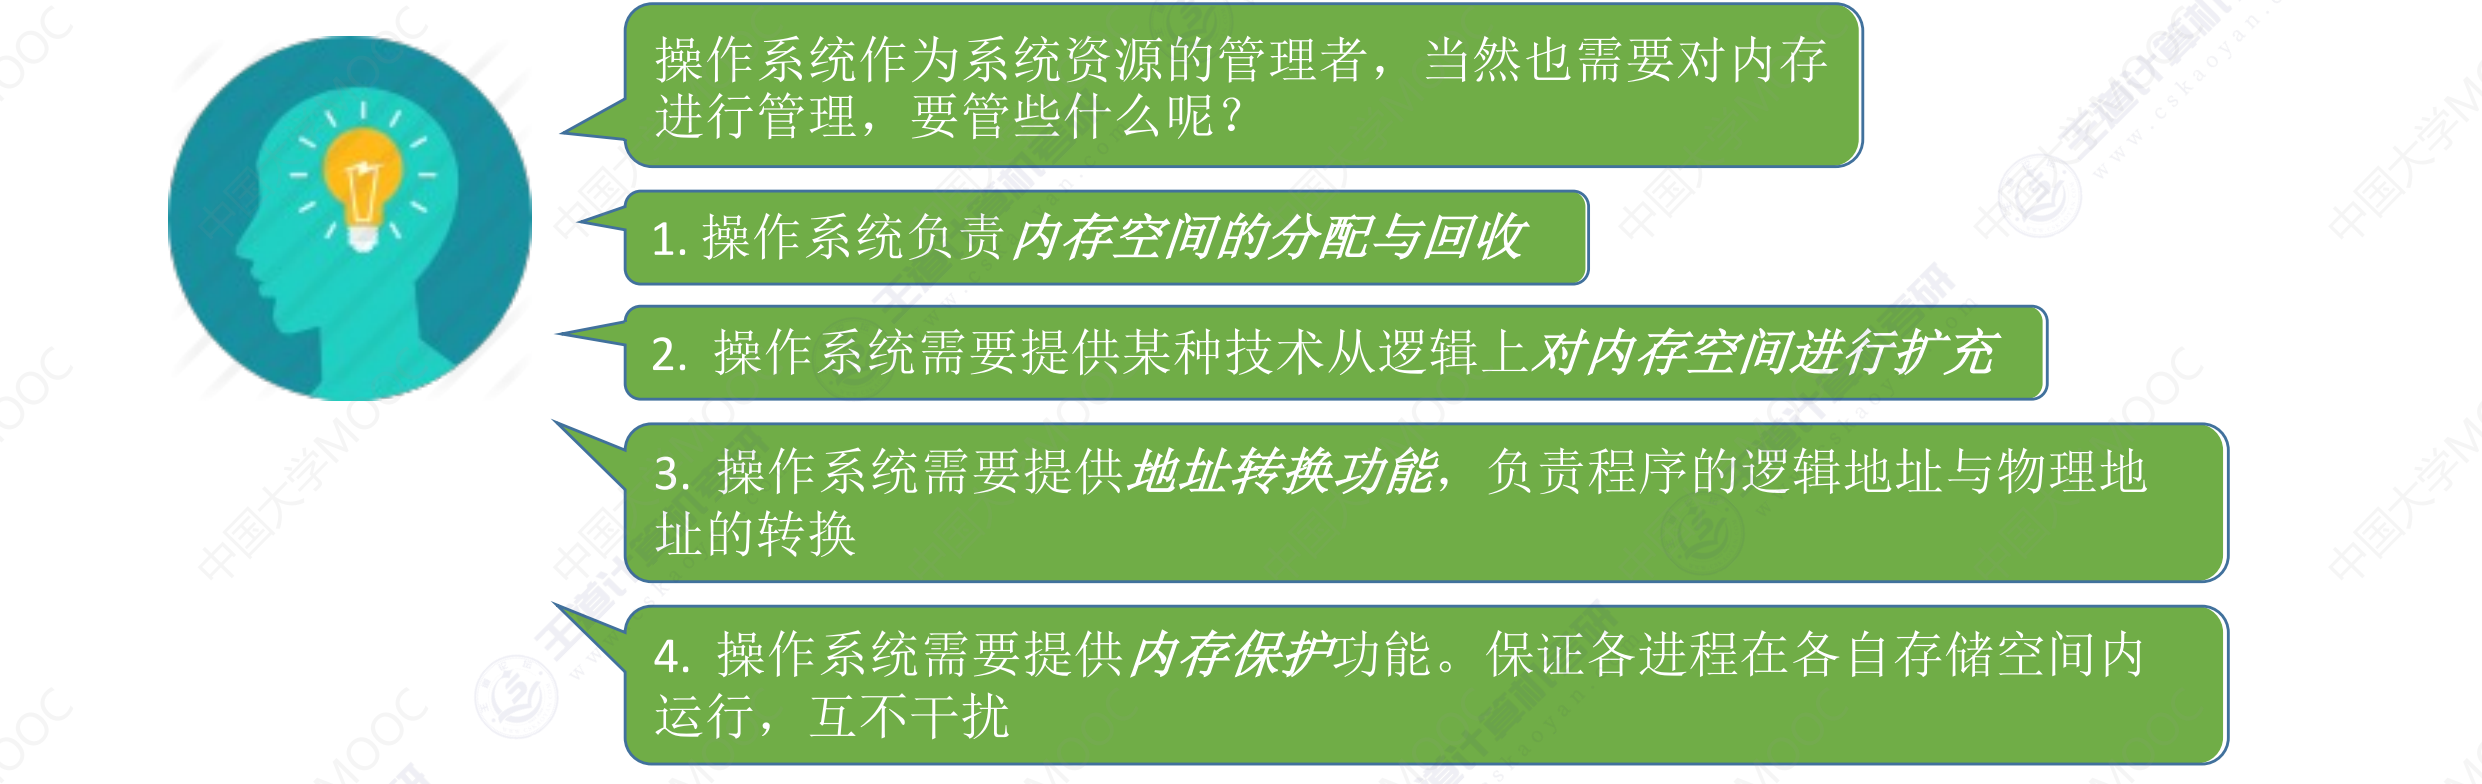 操作系统作为系统资源的管理者，当然也需要对内存
进行管理，要管些什么呢？
1. 操作系统负责内存空间的分配与回收
2. 操作系统需要提供某种技术从逻辑上对内存空间进行扩充
3. 操作系统需要提供地址转换功能，负责程序的逻辑地址与物理地
址的转换
4. 操作系统需要提供内存保护功能。保证各进程在各自存储空间内
运行，互不干扰